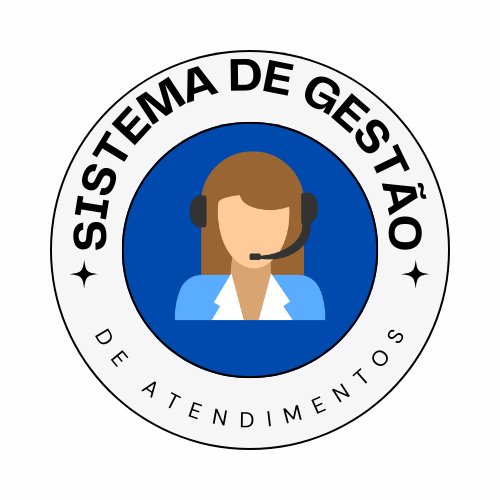 SISTEMA DE GESTÃO
DE ATENDIMENTOS